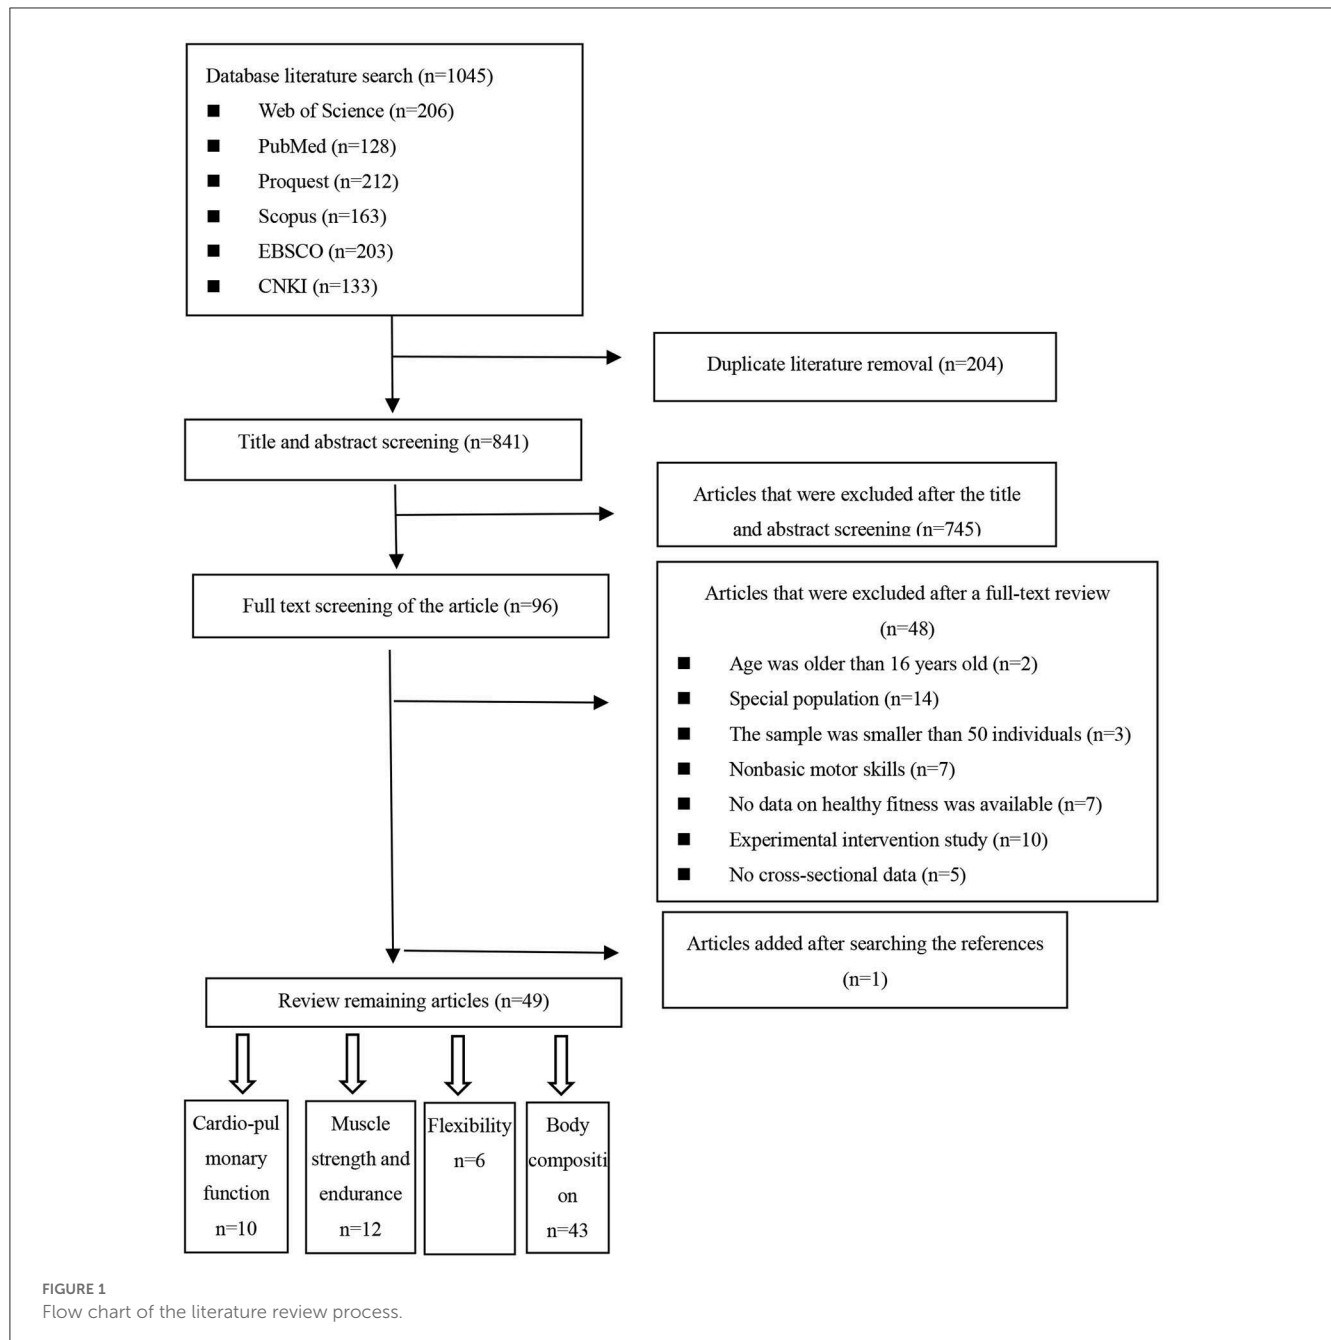 Database literature search (n=1045)
■ Web of Science (n=206)
■ PubMed (n=128)
■ Proquest (n=212)
■ Scopus (n=163)
■ EBSCO (n=203)
■ CNKI (n=133)
Duplicate literature removal (n=204)
Title and abstract screening (n=841)
Articles that were excluded after the title
and abstract screening (n=745)
Full text screening of the article (n=96)
Articles that were excluded after a full-text review
(n=48)
■ Age was older than 16 years old (n=2)
■ Special population (n=14)
■ The sample was smaller than 50 individuals (n=3)
■ Nonbasic motor skills (n=7)
■ No data on healthy fitness was available (n=7)
■ Experimental intervention study (n=10)
■ No cross-sectional data (n=5)
Articles added after searching the references
(n=1)
Review remaining articles (n=49)
Cardio-pul
monary
function
n=10
Muscle
strength and
endurance
n=12
Flexibility
n=6
Body
compositi
on
n=43
FIGURE 1
Flow chart of the literature review process.